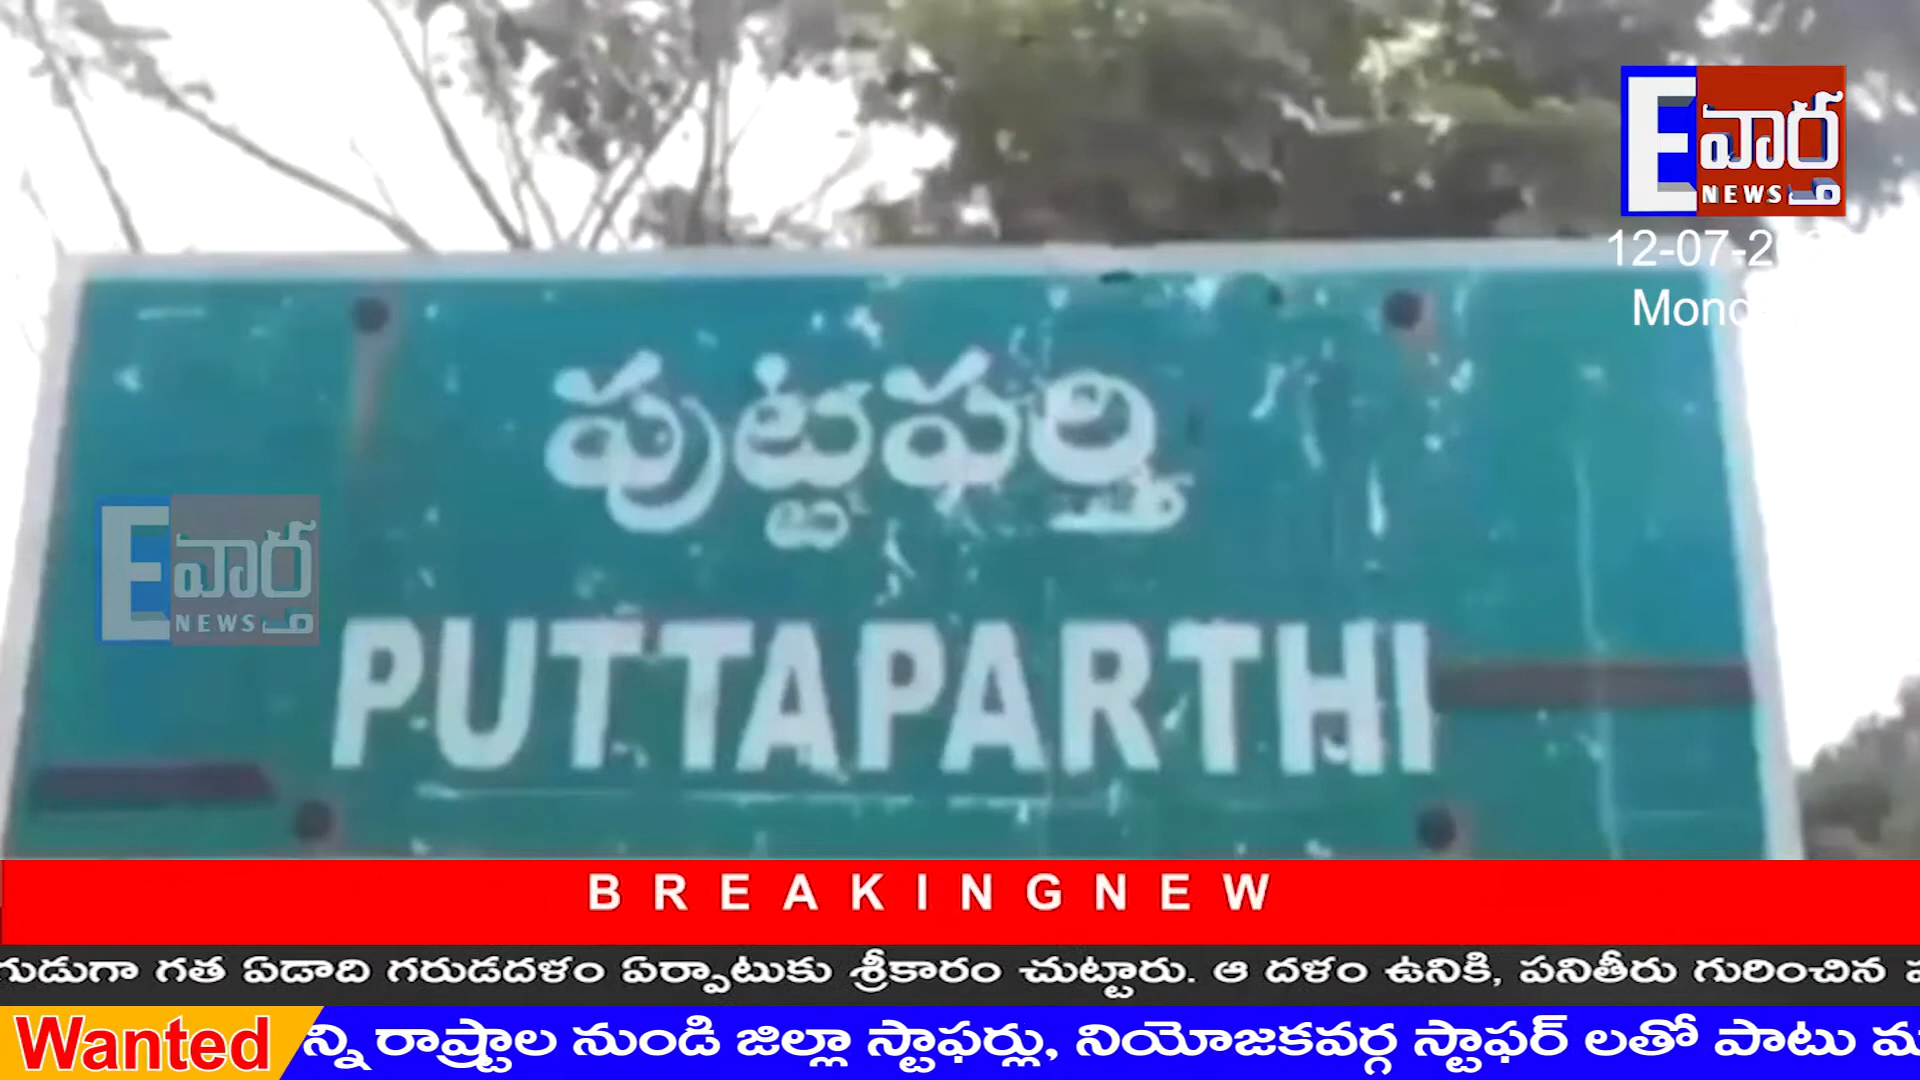 E వార్త
NEWS
12-07-2
Mond
పుట్టపర్తి
E వార్త
NEWS
PUTTAPARTHI
BREAKINGNEW
గుడుగా గత ఏడాది గరుడదళం ఏర్పాటుకు శ్రీకారం చుట్టారు. ఆ దళం ఉనికి, పనితీరు గురించిన
Wanted న్ని రాష్ట్రాల నుండి జిల్లా స్టాఫర్లు, నియోజకవర్గ స్టాఫర్ లతో పాటు